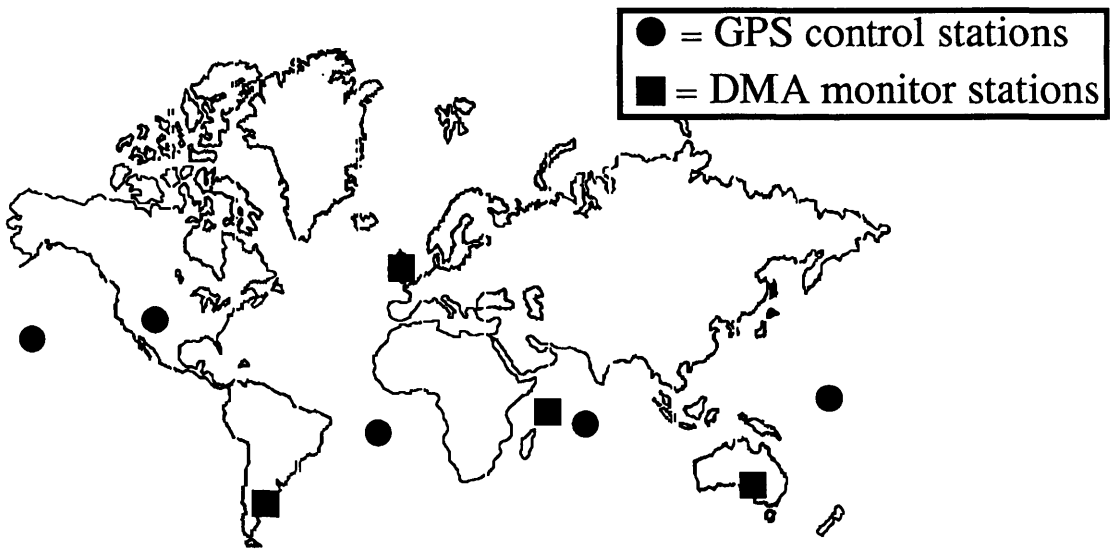 = GPS control stations
= DMA monitor stations